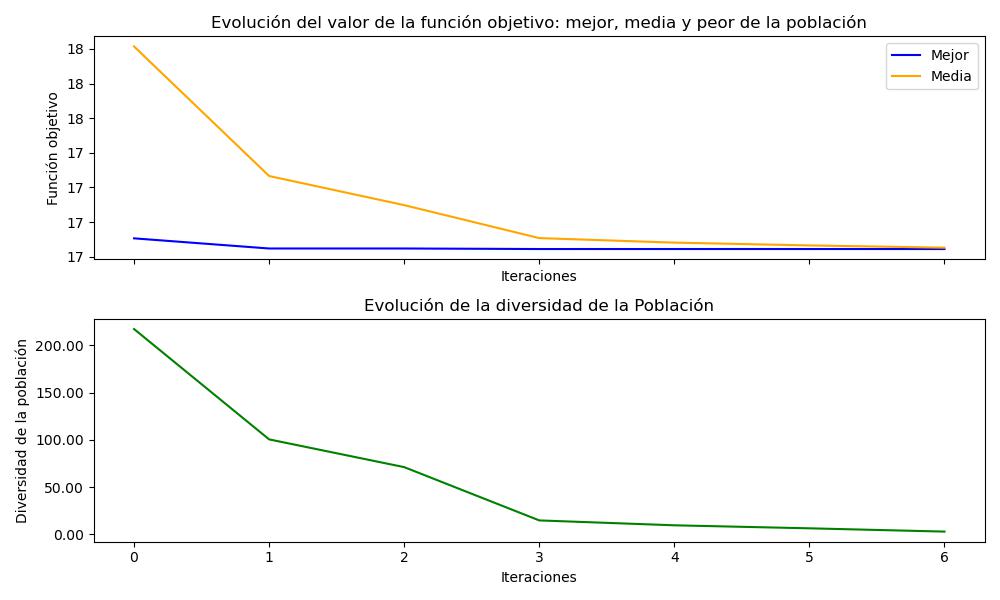 Evolución del valor de la función objetivo: mejor, media y peor de la población
Función objetivo
18
18
18
17
17
17
17
Mejor
Media
Iteraciones
Evolución de la diversidad de la Población
Diversidad de la población
200.00
150.00
100.00
50.00
0.00
0 1 2 3 4 5 6
Iteraciones